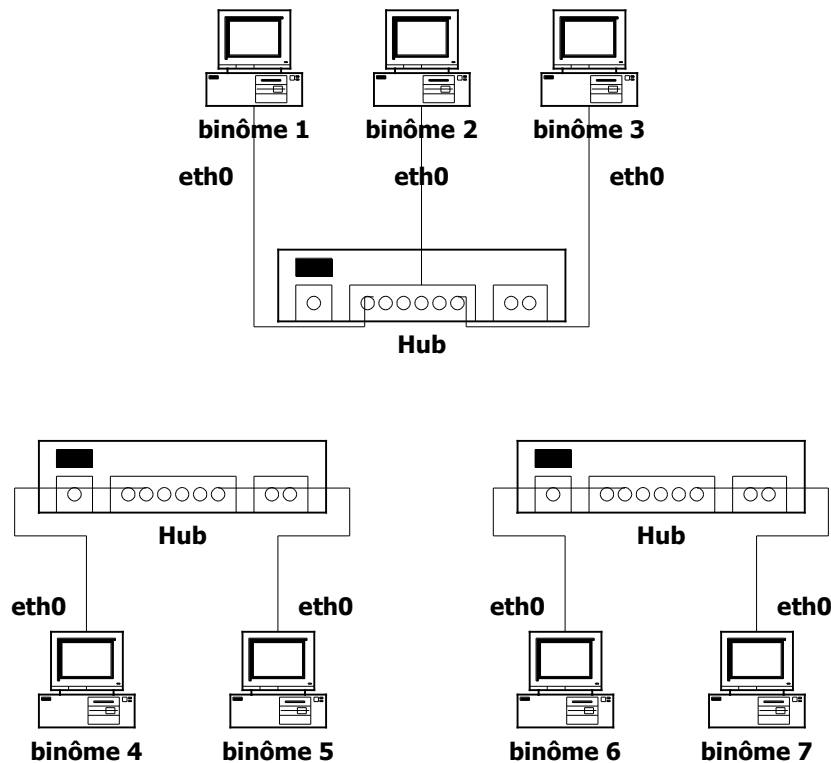 binôme 1 binôme 2 binôme 3
eth0 eth0 eth0
Hub
Hub Hub
eth0 eth0 eth0 eth0
binôme 4 binôme 5 binôme 6 binôme 7